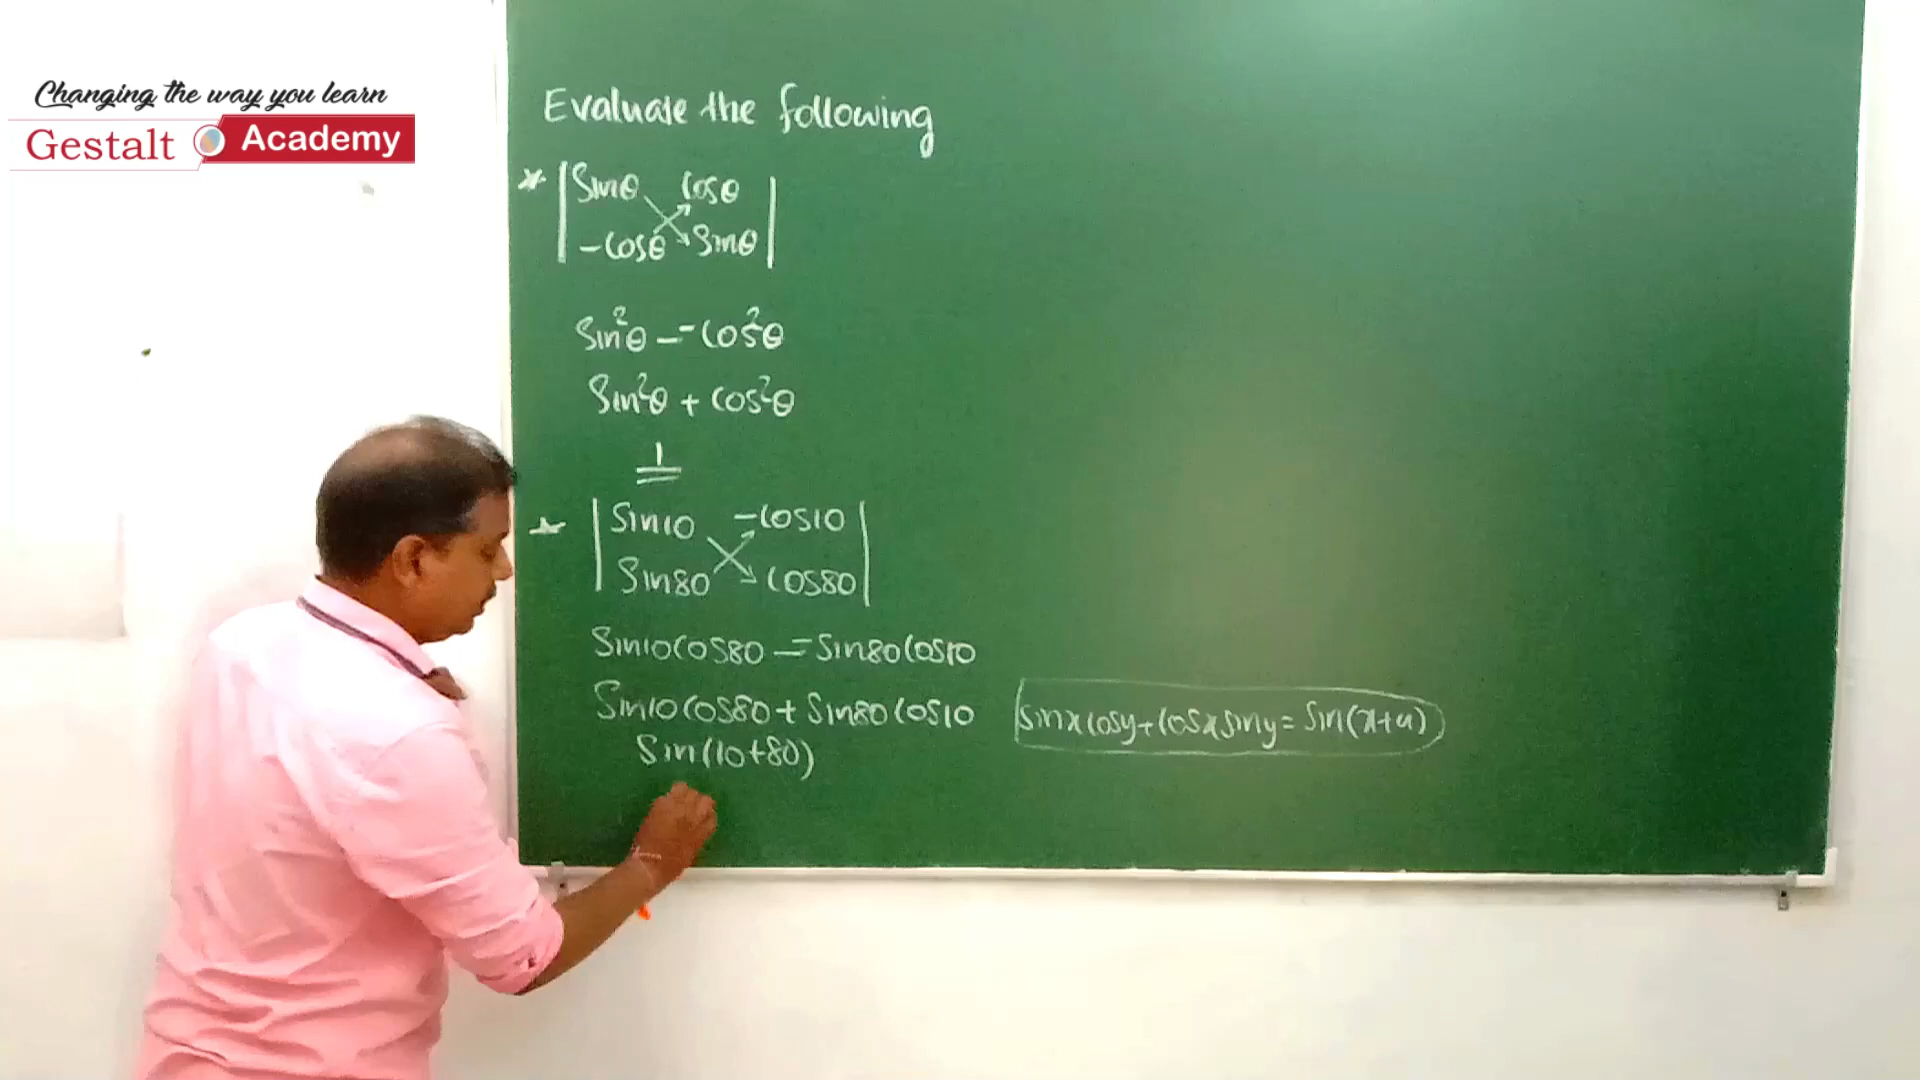 Changing the way you learn
Gestalt Academy
Evaluate the following
* | Sinθ Cosθ |
| -Cosθ Sinθ |
Sin²θ - -Cos²θ
Sin²θ + Cos²θ
1
* | Sin10 -Cos10 |
| Sin80 Cos80 |
Sin10Cos80 - -Sin80Cos10
Sin10Cos80 + Sin80Cos10
Sinx Cosy + Cosx Siny = Sin(x+y)
Sin(10+80)